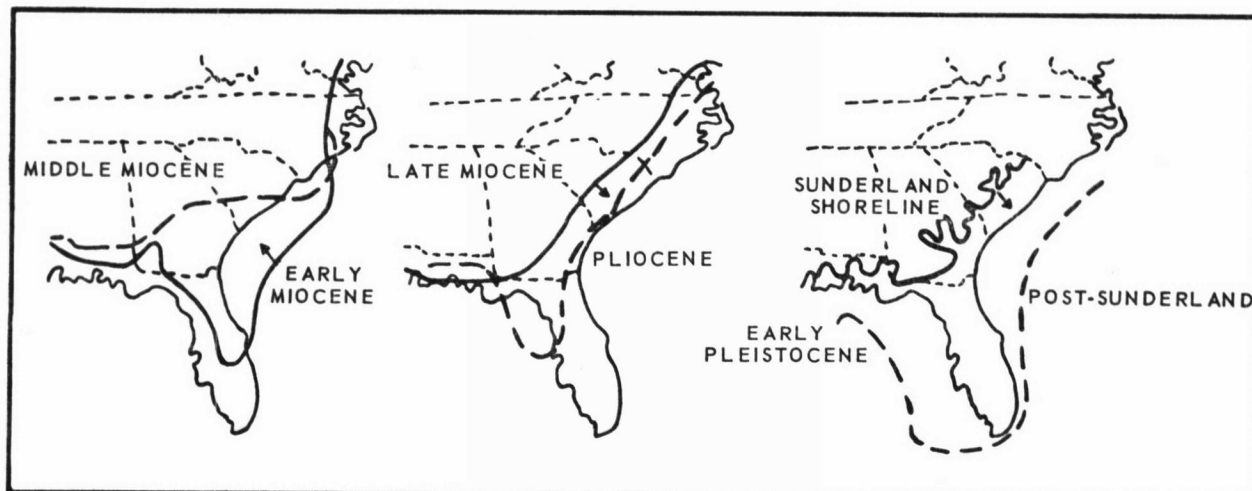 MIDDLE MIOCENE
EARLY
MIOCENE
LATE MIOCENE
PLIOCENE
SUNDERLAND
SHORELINE
POST-SUNDERLAND
EARLY
PLEISTOCENE